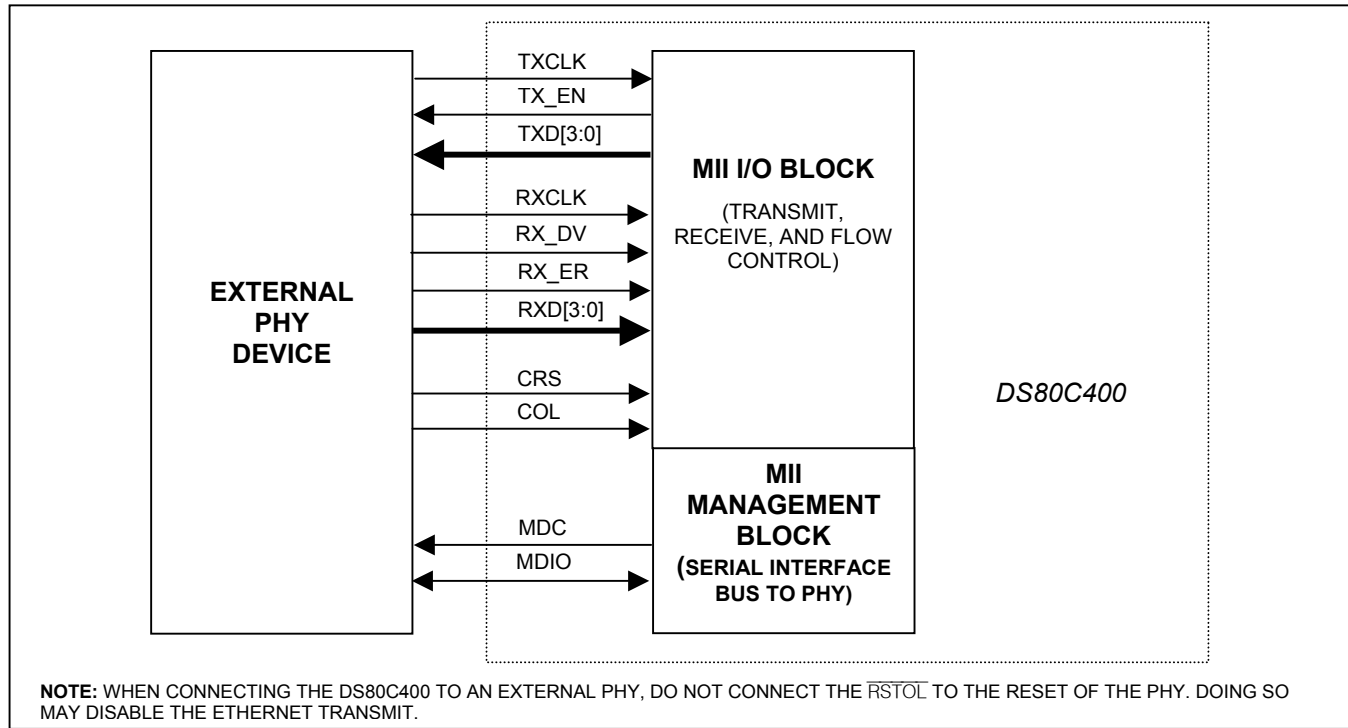 TXCLK
TX_EN
TXD[3:0]
RXCLK
RX_DV
RX_ER
RXD[3:0]
CRS
COL
MDC
MDIO
EXTERNAL
PHY
DEVICE
MII I/O BLOCK
(TRANSMIT,
RECEIVE, AND FLOW
CONTROL)
MII
MANAGEMENT
BLOCK
(SERIAL INTERFACE
BUS TO PHY)
DS80C400
NOTE: WHEN CONNECTING THE DS80C400 TO AN EXTERNAL PHY, DO NOT CONNECT THE R̅S̅T̅O̅L̅ TO THE RESET OF THE PHY. DOING SO
MAY DISABLE THE ETHERNET TRANSMIT.